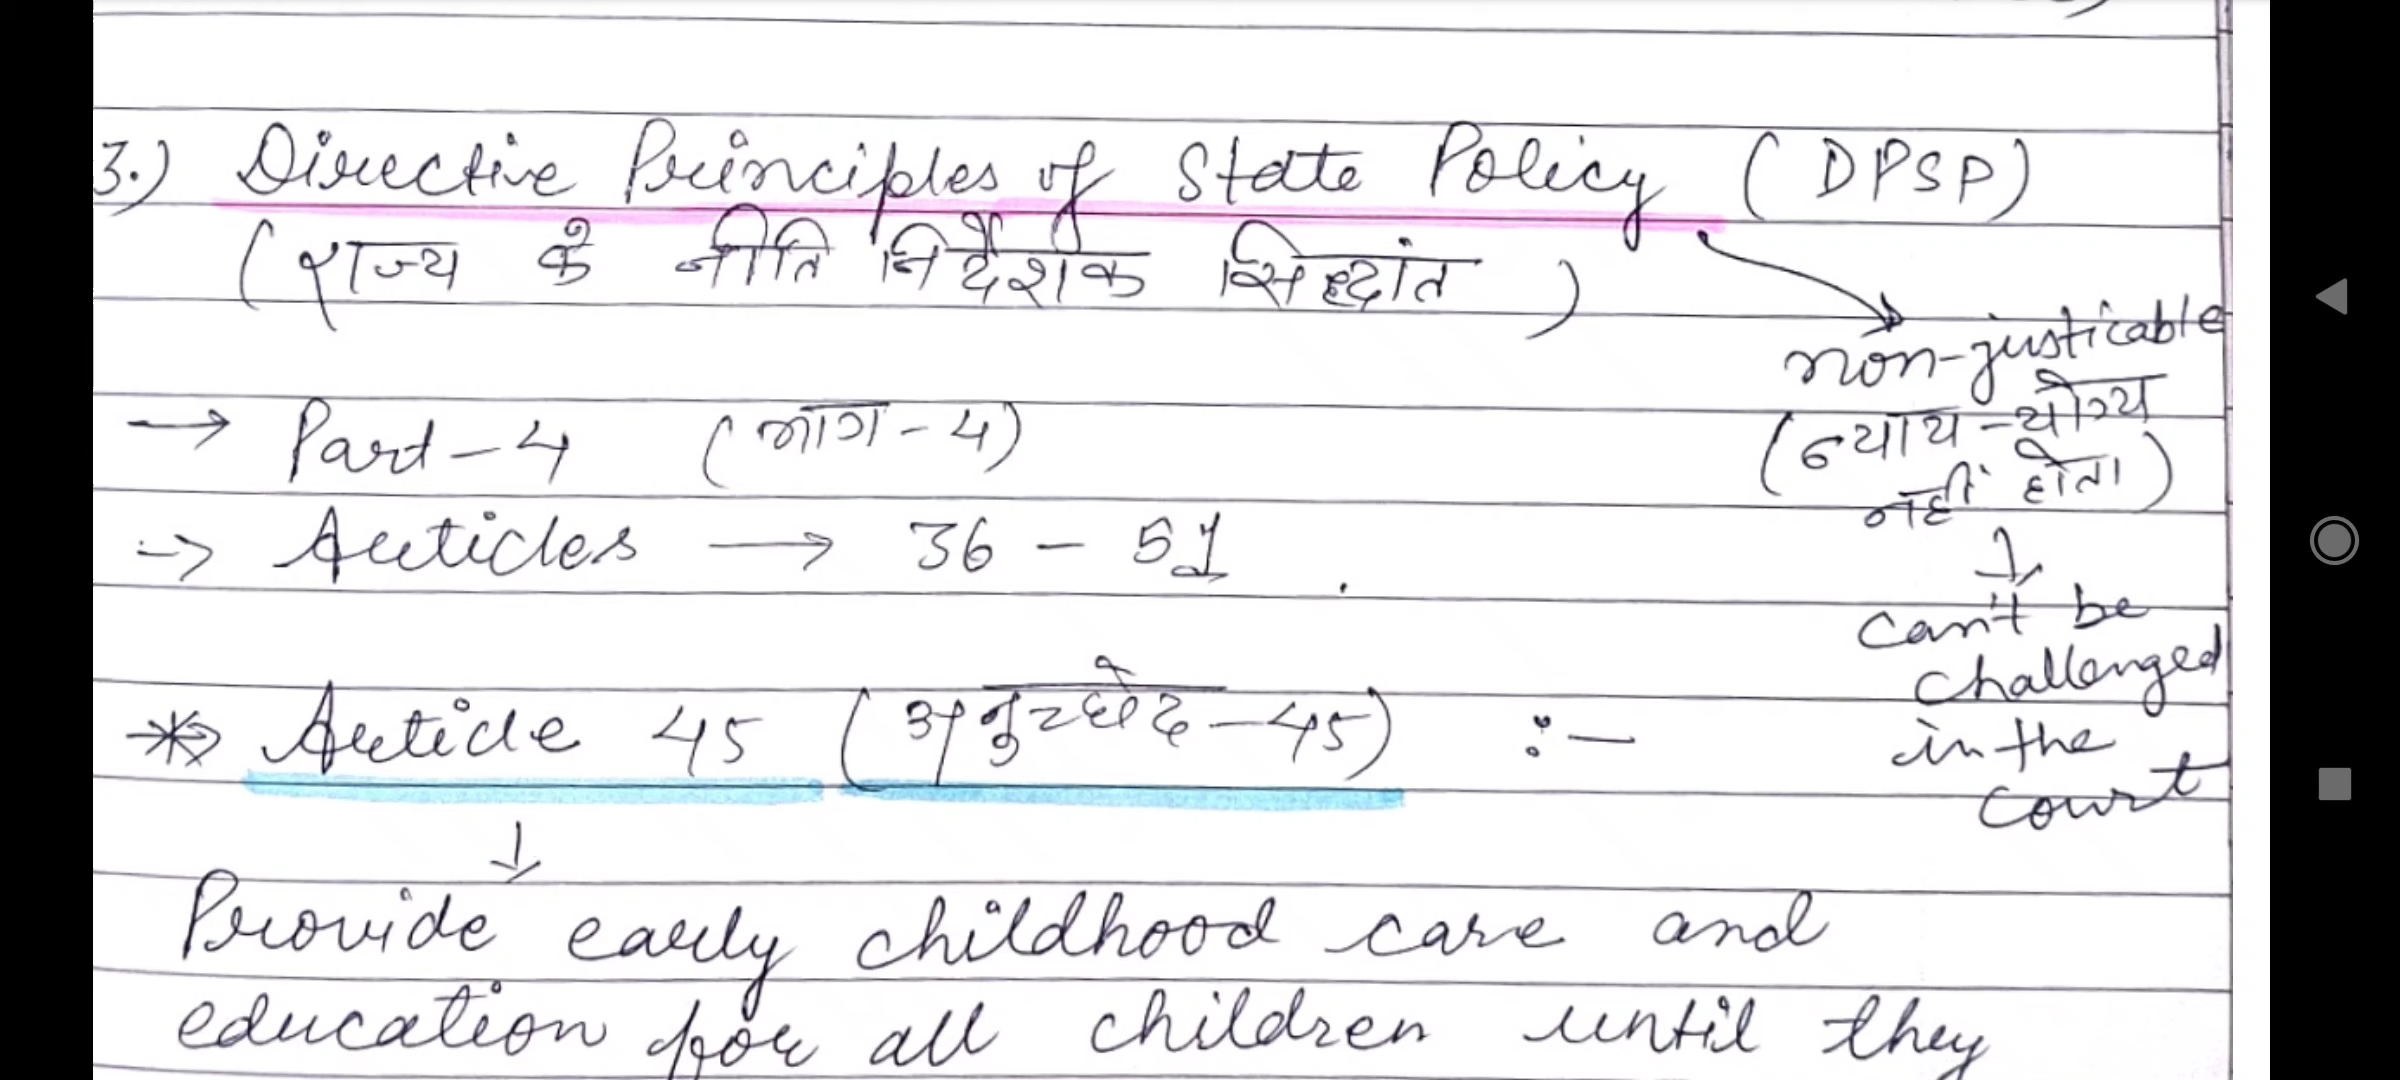 3.) Directive Principles of State Policy (DPSP)
(राज्य के नीति निर्देशक सिद्धांत)
non-justicable
(न्याय-योग्य
नहीं होता)
↓
can't be
challenged
in the
court
→ Part-4 (भाग-4)
→ Articles → 36 - 51
* Article 45 (अनुच्छेद-45) :-
↓
Provide early childhood care and
education for all children until they